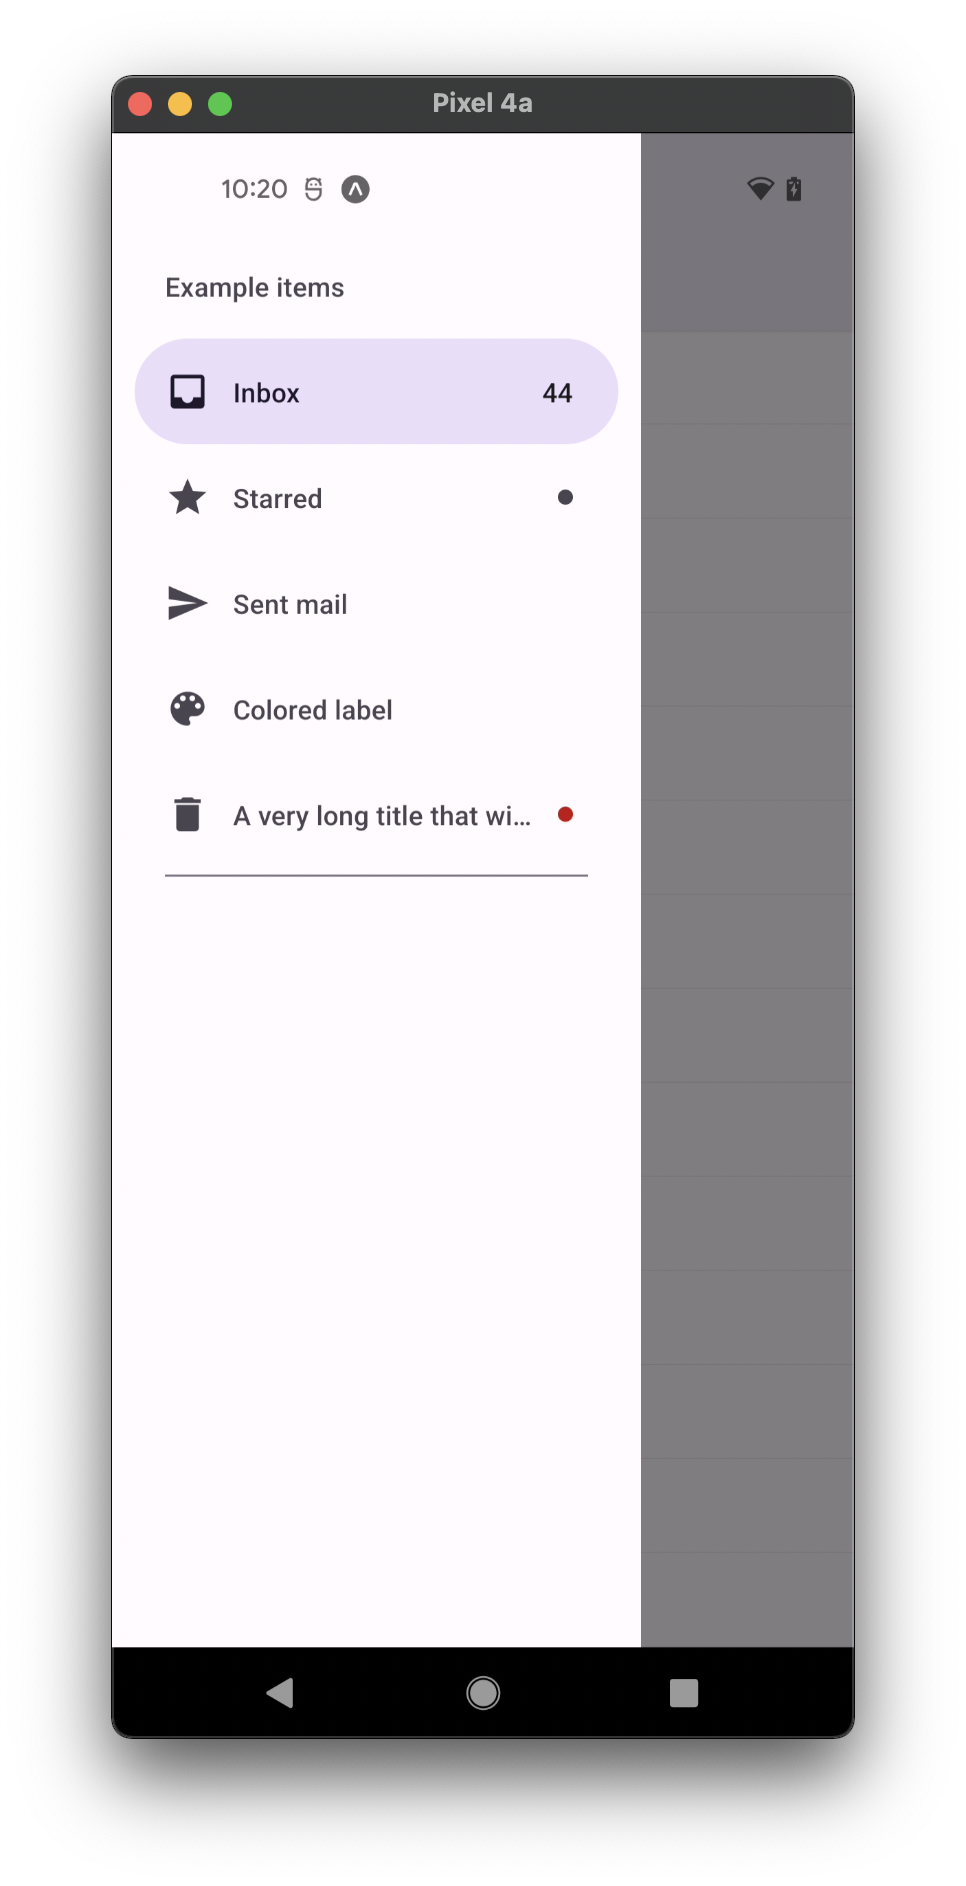 Pixel 4a
10:20
Example items
Inbox 44
Starred
Sent mail
Colored label
A very long title that wi...